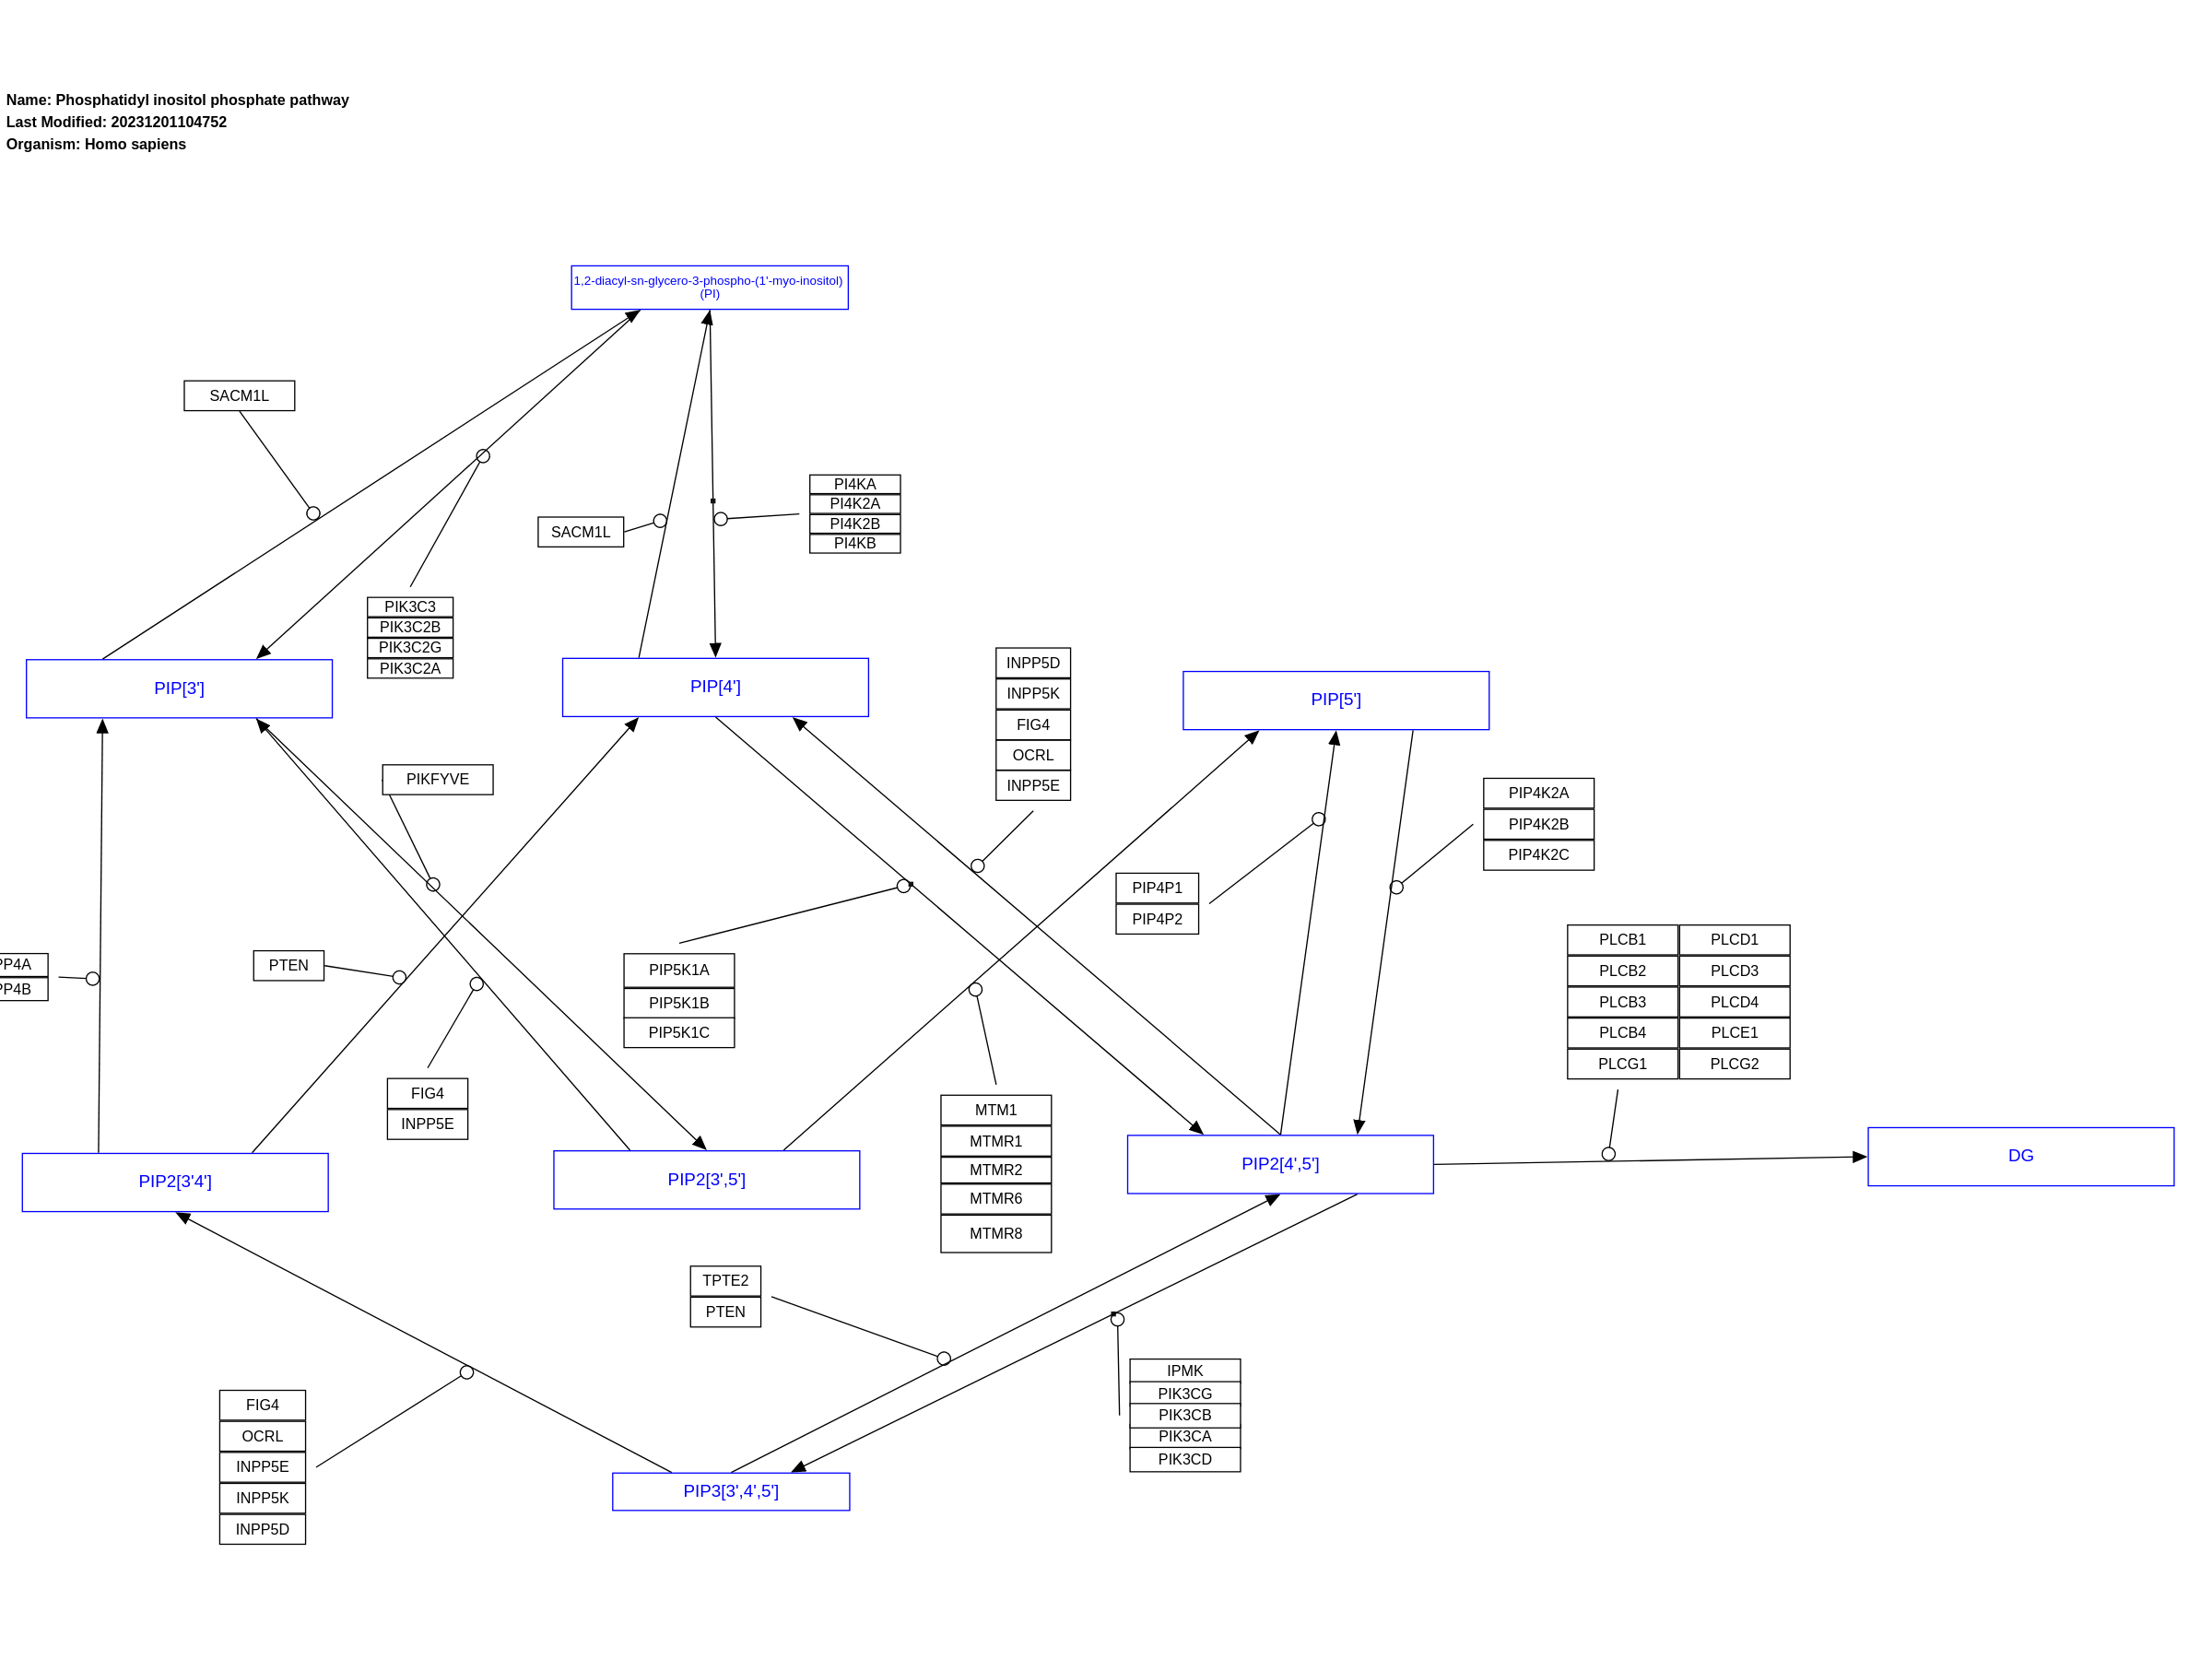 Name: Phosphatidyl inositol phosphate pathway
Last Modified: 20231201104752
Organism: Homo sapiens
1,2-diacyl-sn-glycero-3-phospho-(1'-myo-inositol)
(PI)
SACM1L
SACM1L
PI4KA
PI4K2A
PI4K2B
PI4KB
PIK3C3
PIK3C2B
PIK3C2G
PIK3C2A
PIP[3']
PIP[4']
PIP[5']
INPP5D
INPP5K
FIG4
OCRL
INPP5E
PIKFYVE
PIP4K2A
PIP4K2B
PIP4K2C
PIP4P1
PIP4P2
PP4A
PP4B
PTEN
PIP5K1A
PIP5K1B
PIP5K1C
PLCB1 PLCD1
PLCB2 PLCD3
PLCB3 PLCD4
PLCB4 PLCE1
PLCG1 PLCG2
FIG4
INPP5E
MTM1
MTMR1
MTMR2
MTMR6
MTMR8
PIP2[3'4']
PIP2[3',5']
PIP2[4',5']
DG
TPTE2
PTEN
IPMK
PIK3CG
PIK3CB
PIK3CA
PIK3CD
FIG4
OCRL
INPP5E
INPP5K
INPP5D
PIP3[3',4',5']